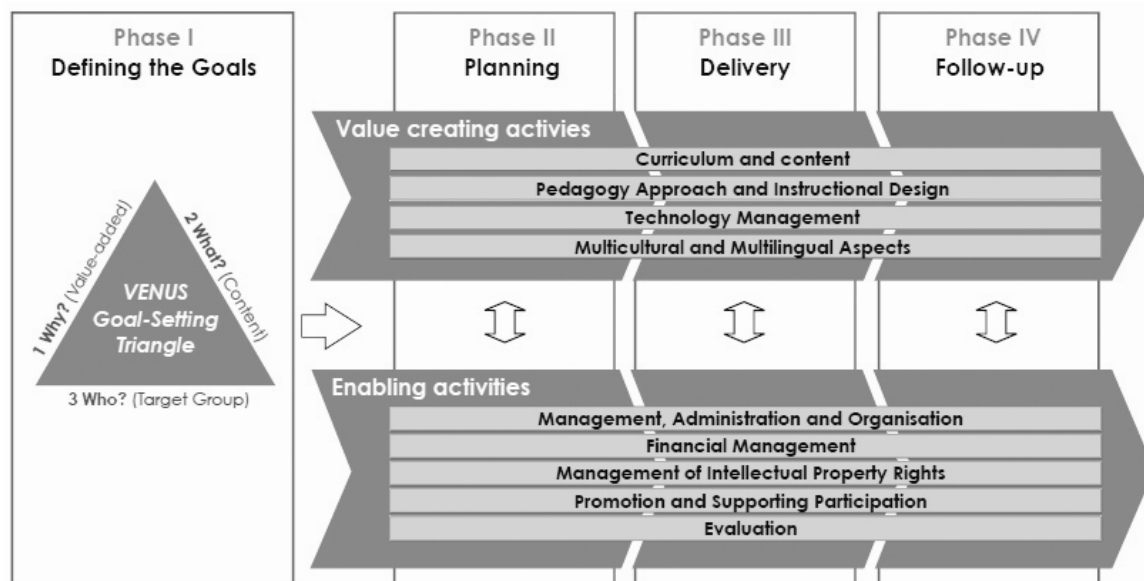 Phase I
Defining the Goals
1 Why? (Value-added)
2 What? (Content)
VENUS
Goal-Setting
Triangle
3 Who? (Target Group)
Phase II
Planning
Phase III
Delivery
Phase IV
Follow-up
Value creating activies
Curriculum and content
Pedagogy Approach and Instructional Design
Technology Management
Multicultural and Multilingual Aspects
Enabling activities
Management, Administration and Organisation
Financial Management
Management of Intellectual Property Rights
Promotion and Supporting Participation
Evaluation